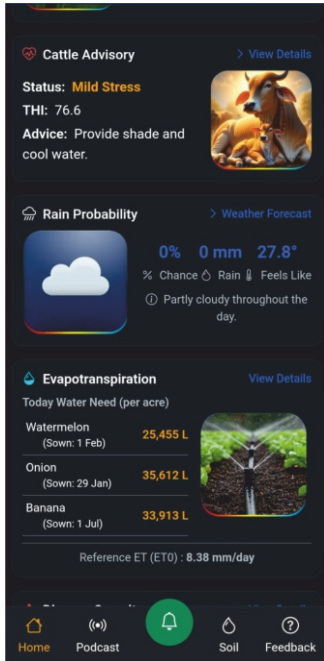 Cattle Advisory
> View Details
Status: Mild Stress
THI: 76.6
Advice: Provide shade and
cool water.
Rain Probability
> Weather Forecast
0% 0 mm 27.8°
% Chance Rain Feels Like
Partly cloudy throughout the
day.
Evapotranspiration
View Details
Today Water Need (per acre)
Watermelon
(Sown: 1 Feb)
25,455 L
Onion
(Sown: 29 Jan)
35,612 L
Banana
(Sown: 1 Jul)
33,913 L
Reference ET (ET0) : 8.38 mm/day
Home
Podcast
Soil
Feedback